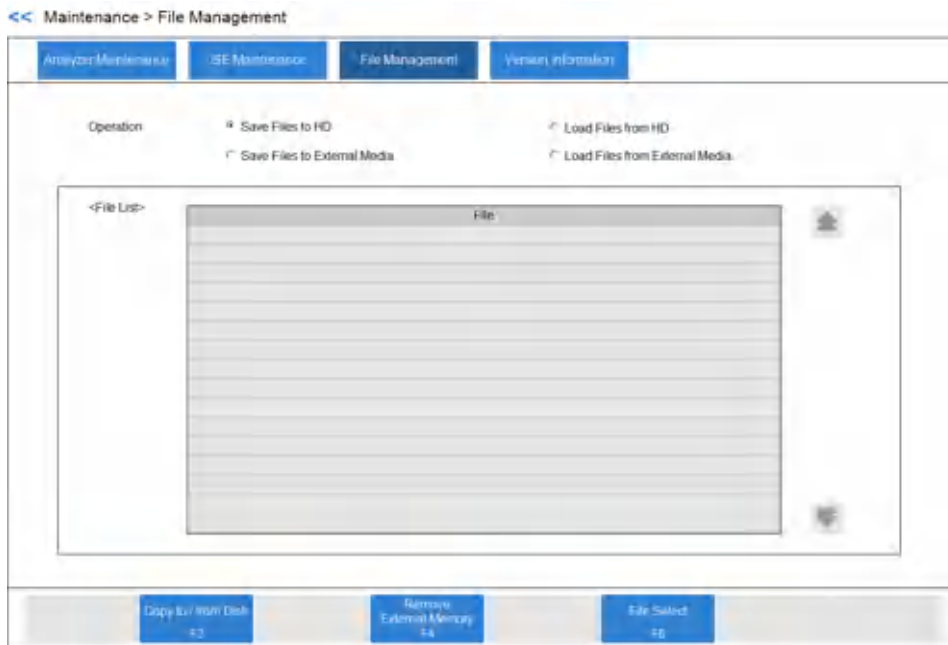 << Maintenance > File Management
Analyzer Maintenance ISE Maintenance File Management Version Information
Operation Save Files to HD Load Files from HD
Save Files to External Media Load Files from External Media
<File List> File
Copy to / from Disk
F2
Remove
External Memory
F4
File Select
F6